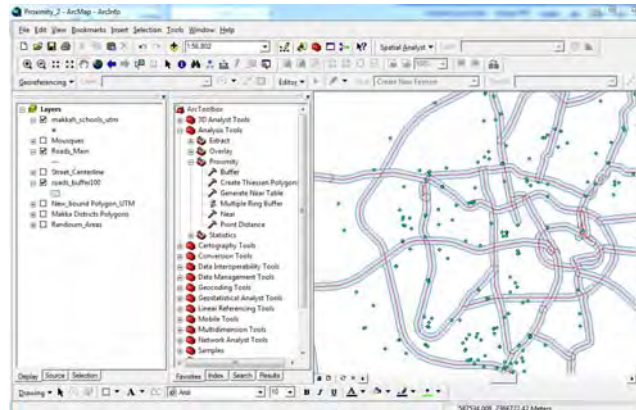 Proximity_2 - ArcMap - ArcInfo
File Edit View Bookmarks Insert Selection Tools Window Help
1:56,802
Spatial Analyst
Georeferencing
Editor
Create New Feature
Layers
makkah_schools_utm
Mousques
Roads_Main
Street_Centerline
roads_buffer100
New_bound Polygon_UTM
Makka Districts Polygons
Randoum_Areas
Display Source Selection
ArcToolbox
3D Analyst Tools
Analysis Tools
Extract
Overlay
Proximity
Buffer
Create Thiessen Polygon
Generate Near Table
Multiple Ring Buffer
Near
Point Distance
Statistics
Cartography Tools
Conversion Tools
Data Interoperability Tools
Data Management Tools
Geocoding Tools
Geostatistical Analyst Tools
Linear Referencing Tools
Mobile Tools
Multidimension Tools
Network Analyst Tools
Samples
Favorites Index Search Results
Drawing A Arial 10 B I U A